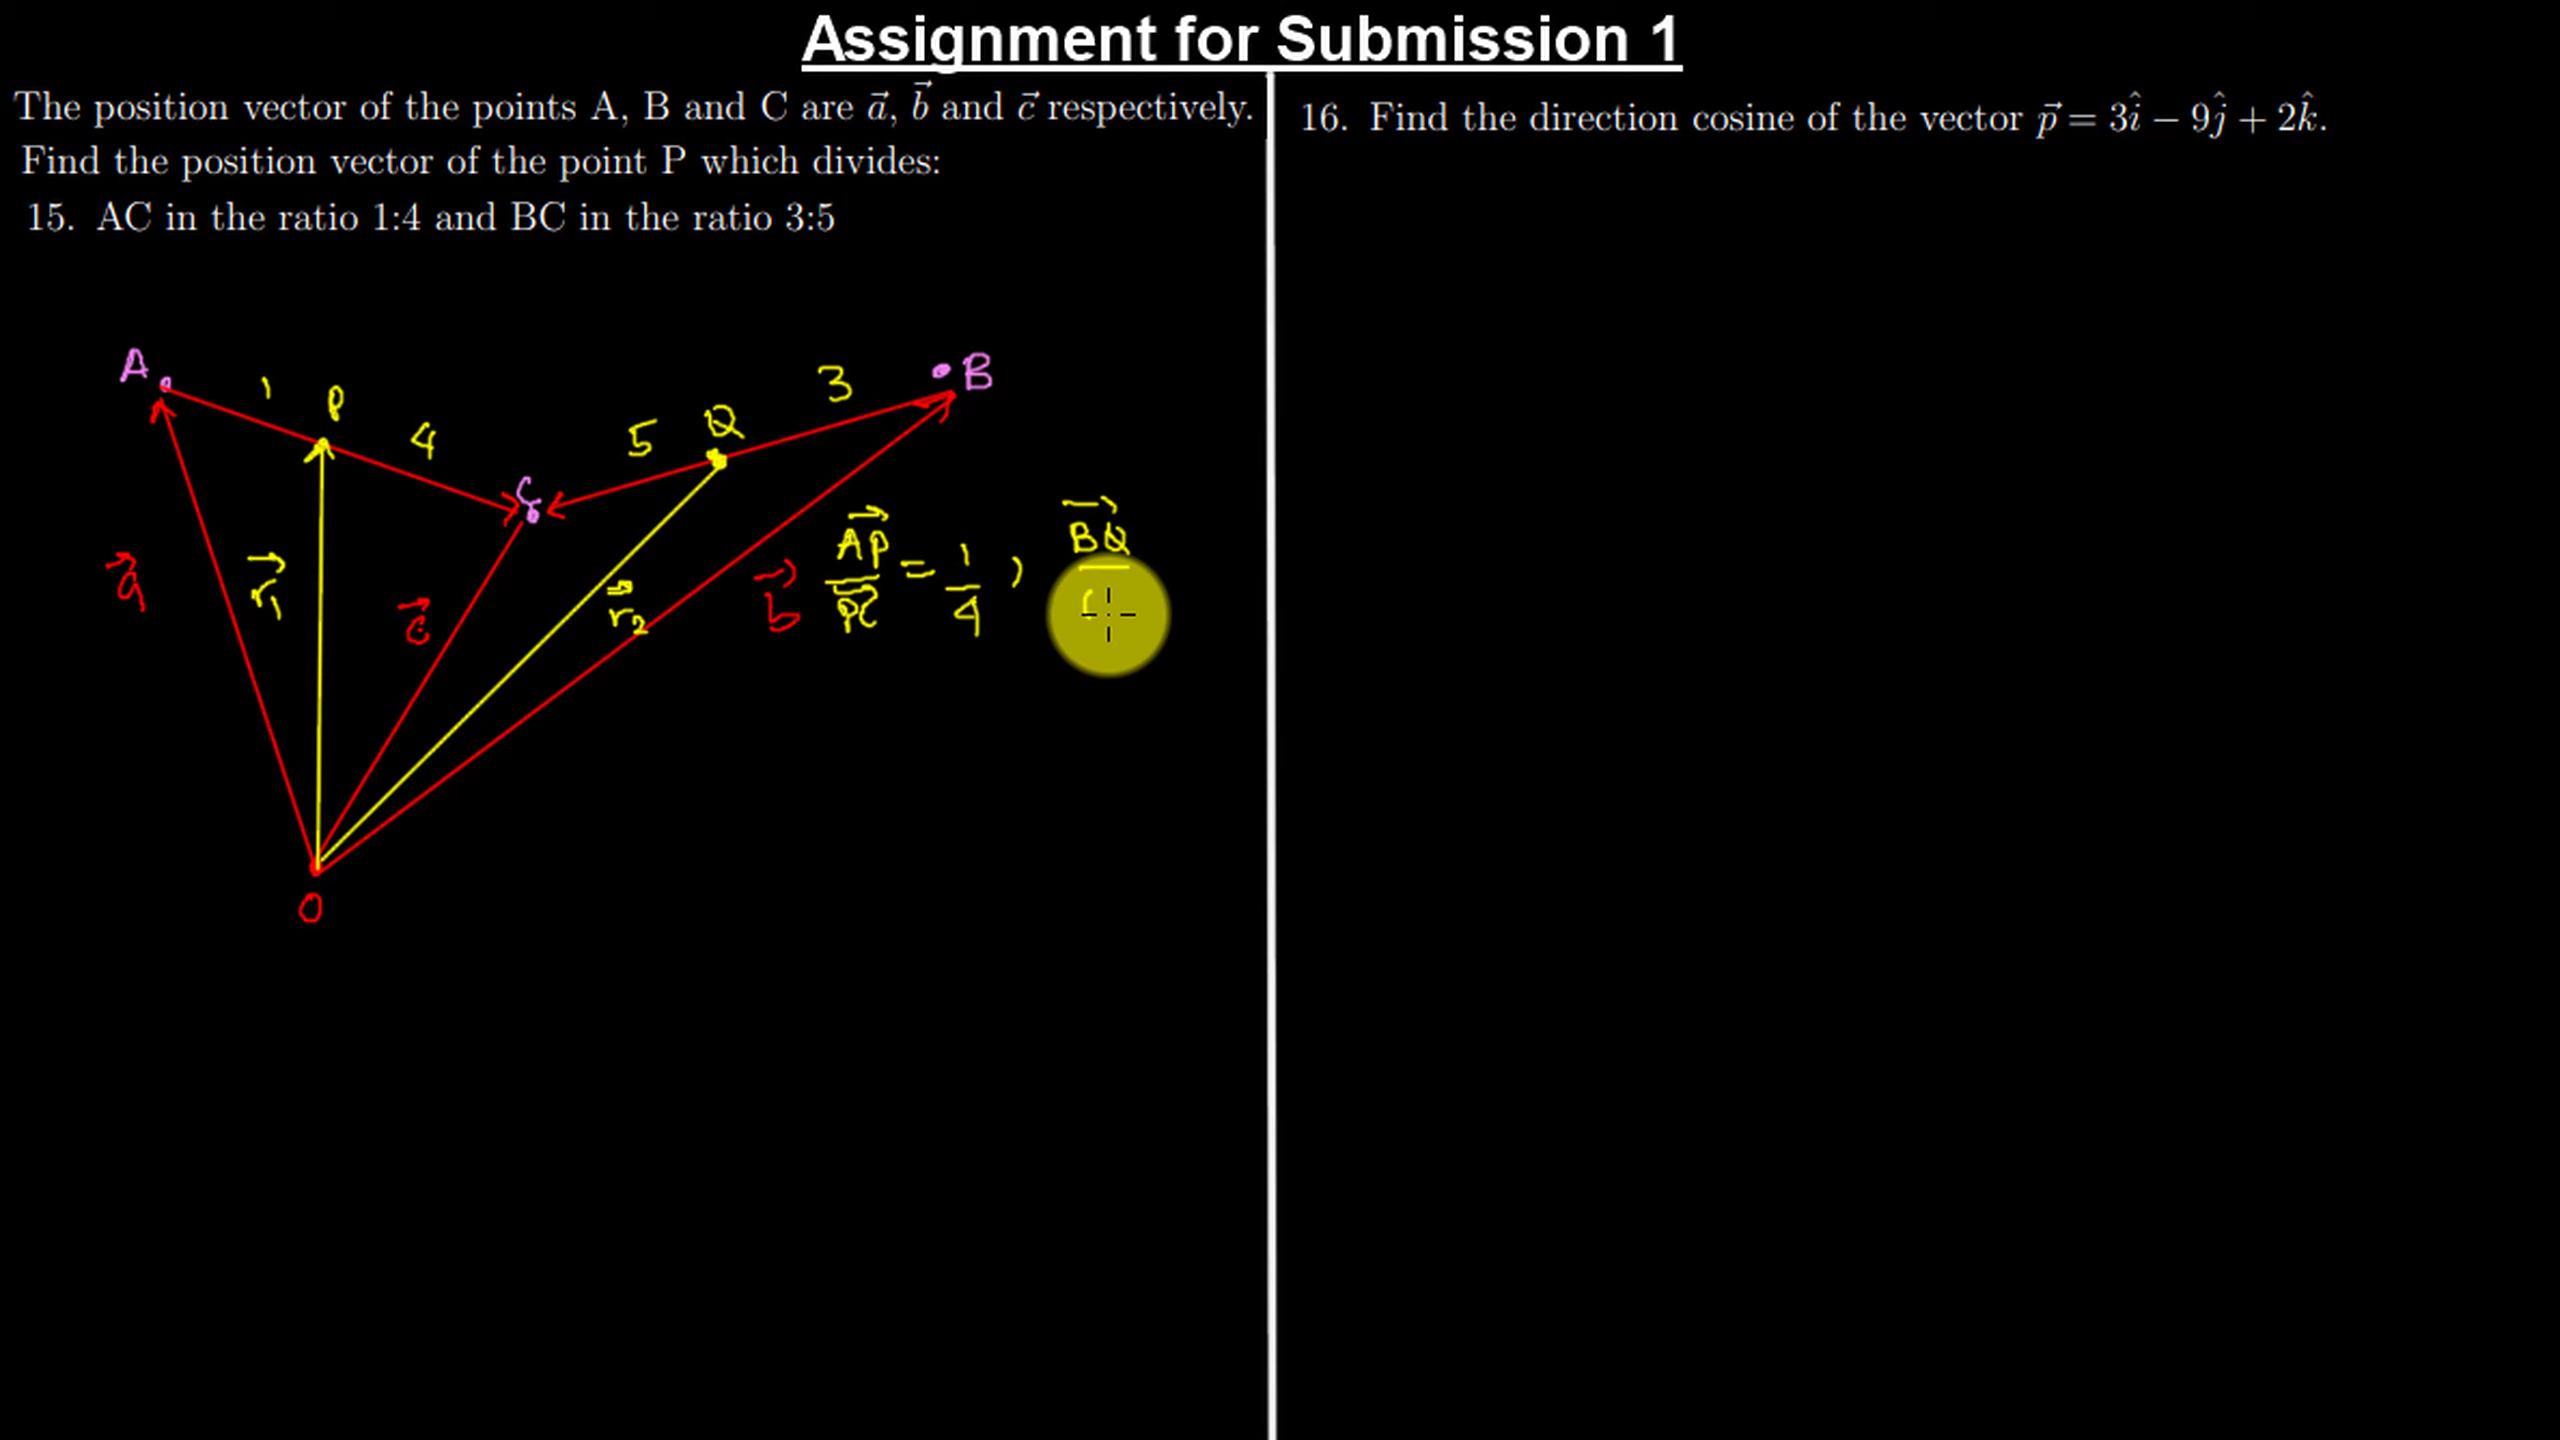 Assignment for Submission 1
The position vector of the points A, B and C are a⃗, b⃗ and c⃗ respectively.
Find the position vector of the point P which divides:
15. AC in the ratio 1:4 and BC in the ratio 3:5
A
1
P
4
C
5
Q
3
B
a⃗
r⃗₁
c⃗
r⃗₂
b⃗
AP⃗/PC⃗ = 1/4 , BQ⃗
O
16. Find the direction cosine of the vector p⃗ = 3î − 9ĵ + 2k̂.